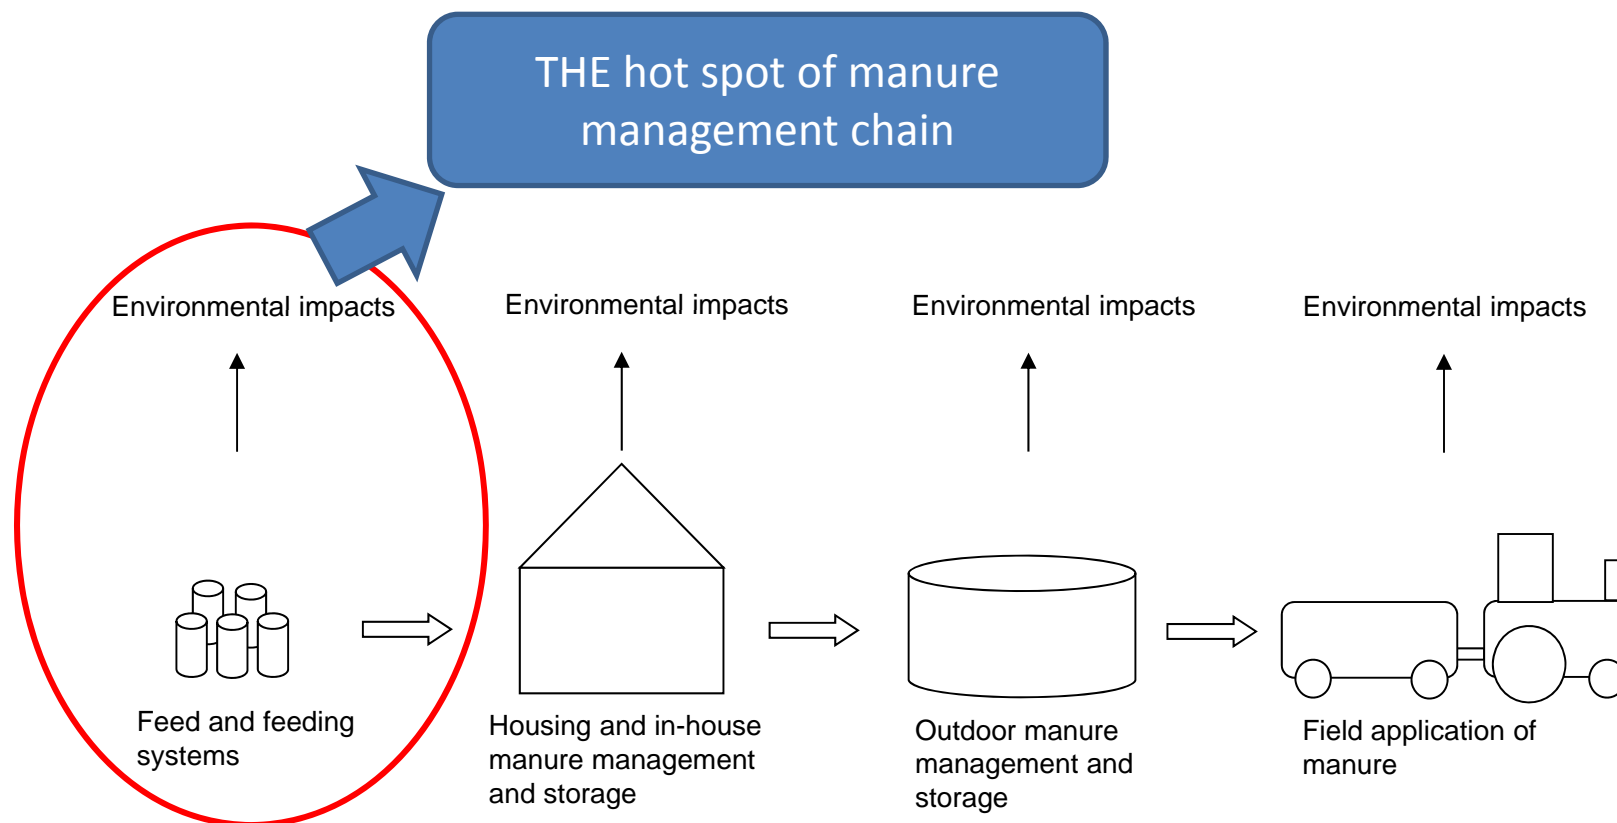 THE hot spot of manure
management chain
Environmental impacts
Environmental impacts
Environmental impacts
Environmental impacts
Feed and feeding
systems
Housing and in-house
manure management
and storage
Outdoor manure
management and
storage
Field application of
manure